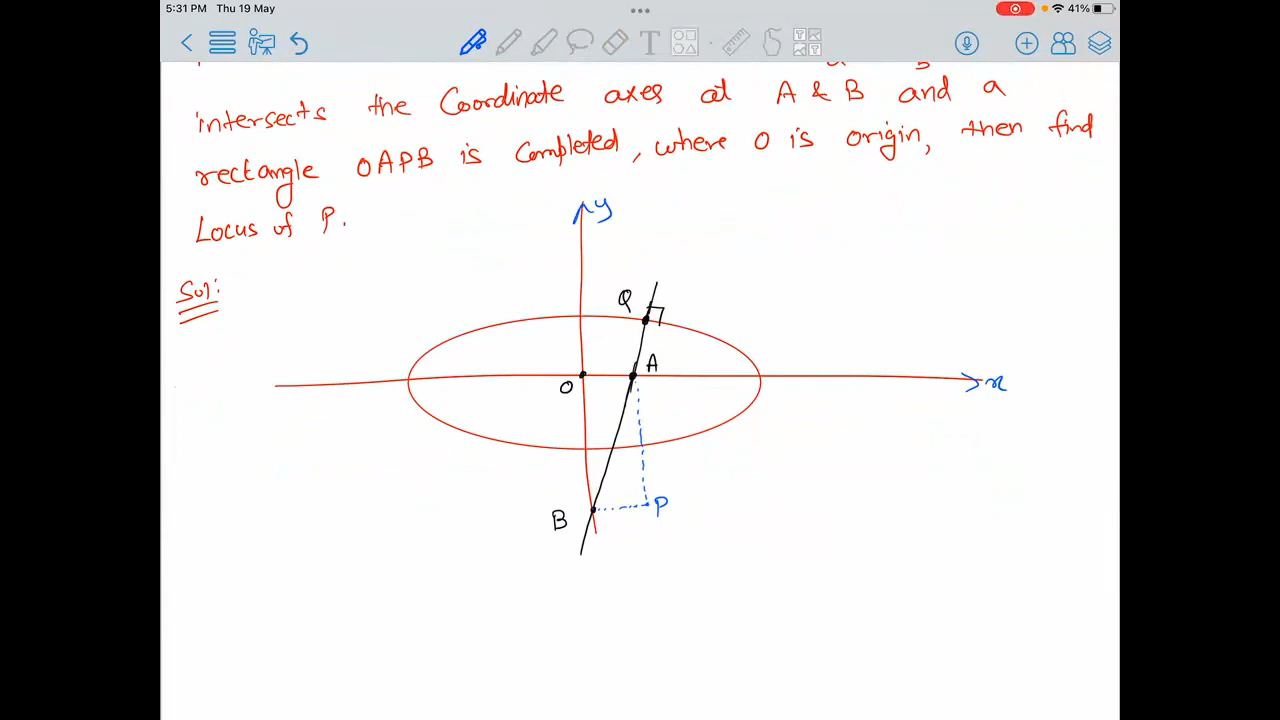 5:31 PM Thu 19 May
41%
intersects the Coordinate axes at A & B and a
rectangle OAPB is Completed, where O is origin, then find
Locus of P.
Sol:
y
Q
A
O
x
B
P